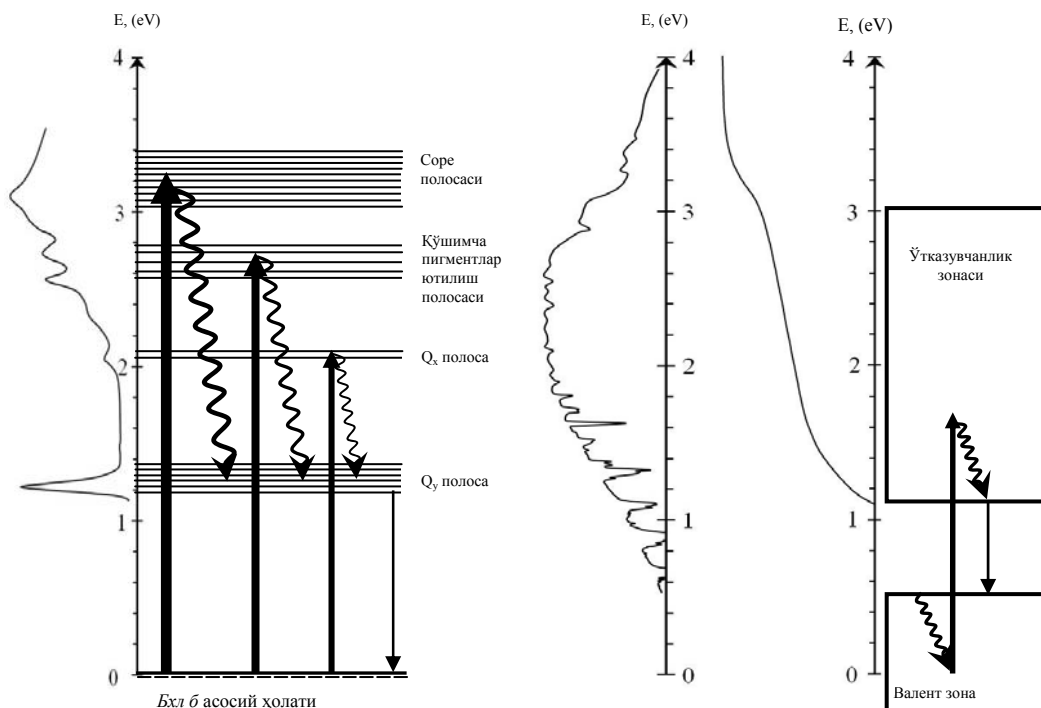 E, (eV)
E, (eV)
E, (eV)
4
4
4
Соре
полосаси
3
3
3
Қўшимча
пигментлар
ютилиш
полосаси
Ўтказувчанлик
зонаси
Qx полоса
2
2
2
Qy полоса
1
1
1
0
0
0
Бхл б асосий ҳолати
Валент зона